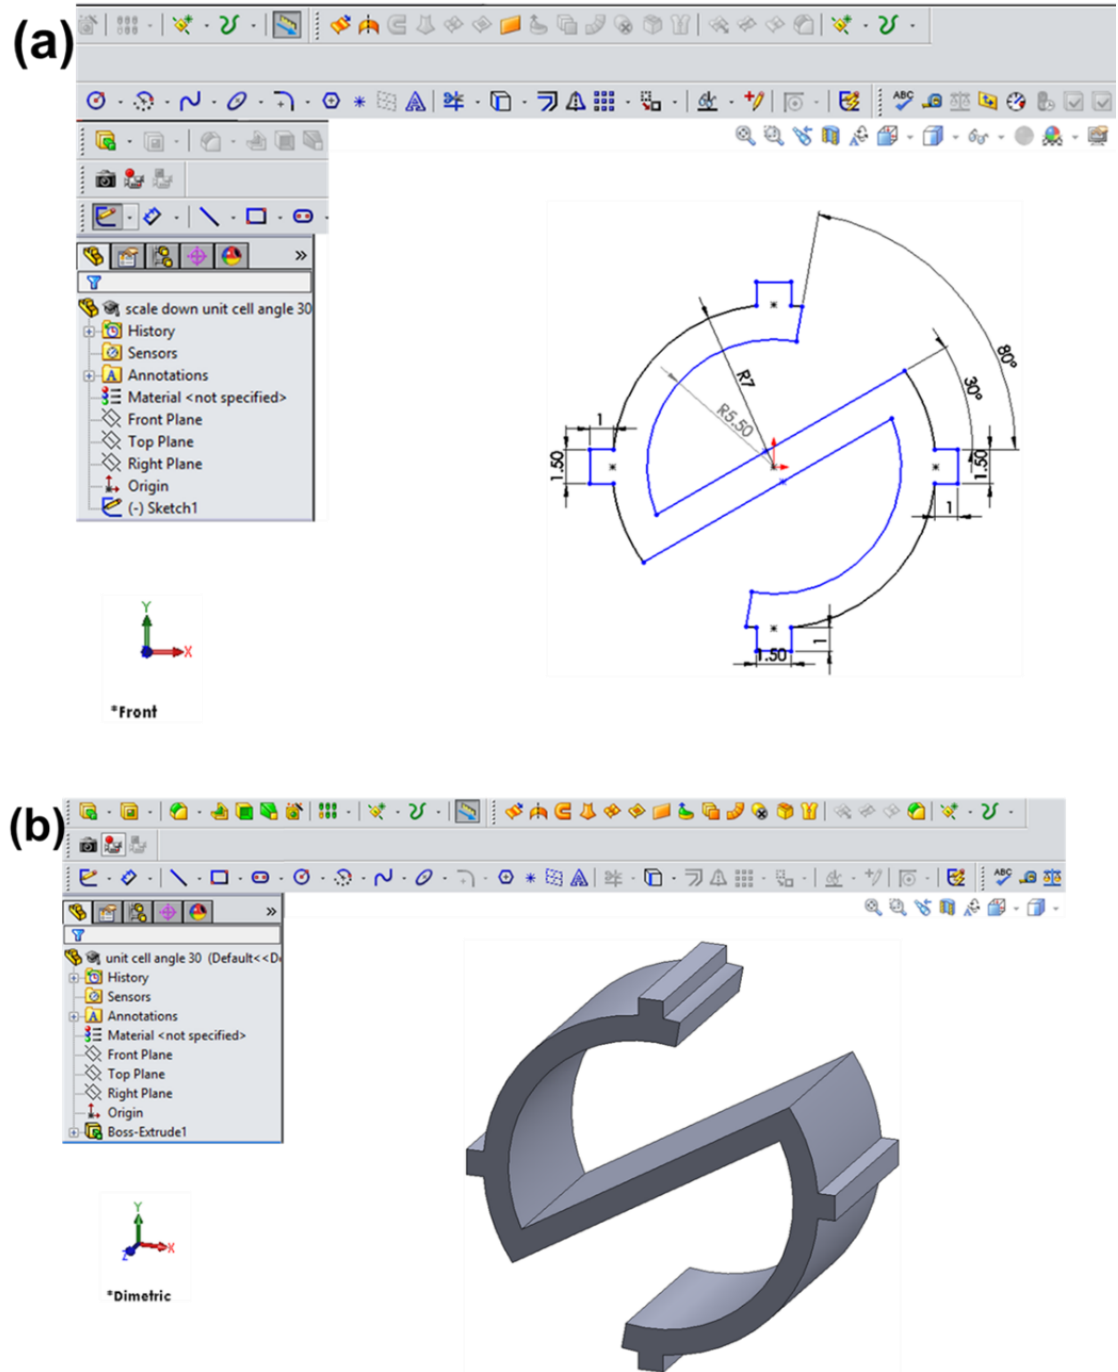 (a)
ABC
»
scale down unit cell angle 30
History
Sensors
Annotations
Material <not specified>
Front Plane
Top Plane
Right Plane
Origin
(-) Sketch1
80°
30°
R7
R5.50
1
1.50
1.50
1
1
1.50
Y
X
*Front
(b)
ABC
»
unit cell angle 30 (Default<<D
History
Sensors
Annotations
Material <not specified>
Front Plane
Top Plane
Right Plane
Origin
Boss-Extrude1
Y
X
Z
*Dimetric